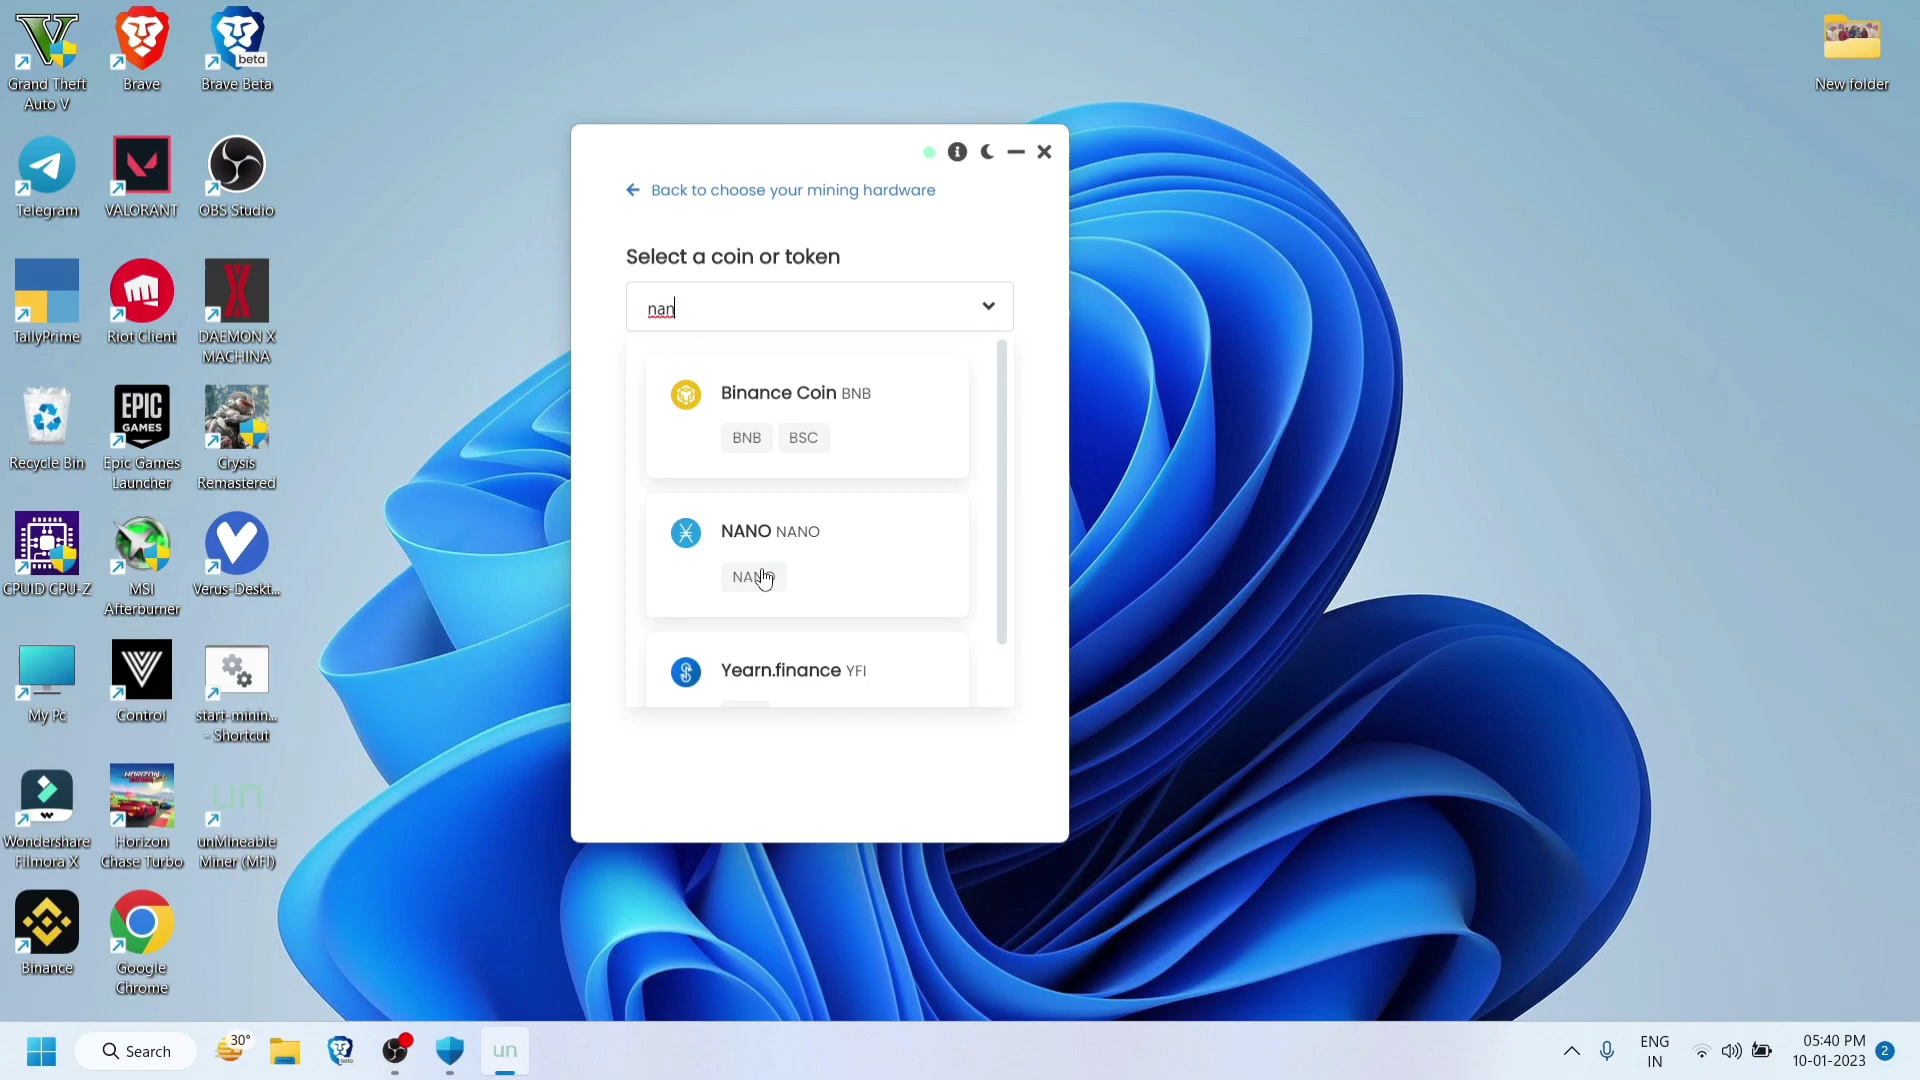 Grand Theft
Auto V
Brave
beta
Brave Beta
New folder
Telegram
VALORANT
OBS Studio
TallyPrime
Riot Client
DAEMON X
MACHINA
Recycle Bin
EPIC
GAMES
Epic Games
Launcher
Crysis
Remastered
CPUID CPU-Z
MSI
Afterburner
Verus-Deskt...
My Pc
Control
start-minin...
- Shortcut
Wondershare
Filmora X
HORIZON
CHASE TURBO
Horizon
Chase Turbo
un
unMineable
Miner (MFI)
Binance
Google
Chrome
Back to choose your mining hardware
Select a coin or token
nan
Binance Coin BNB
BNB BSC
NANO NANO
NANO
Yearn.finance YFI
30°
Search
beta
un
ENG
IN
05:40 PM
10-01-2023
2